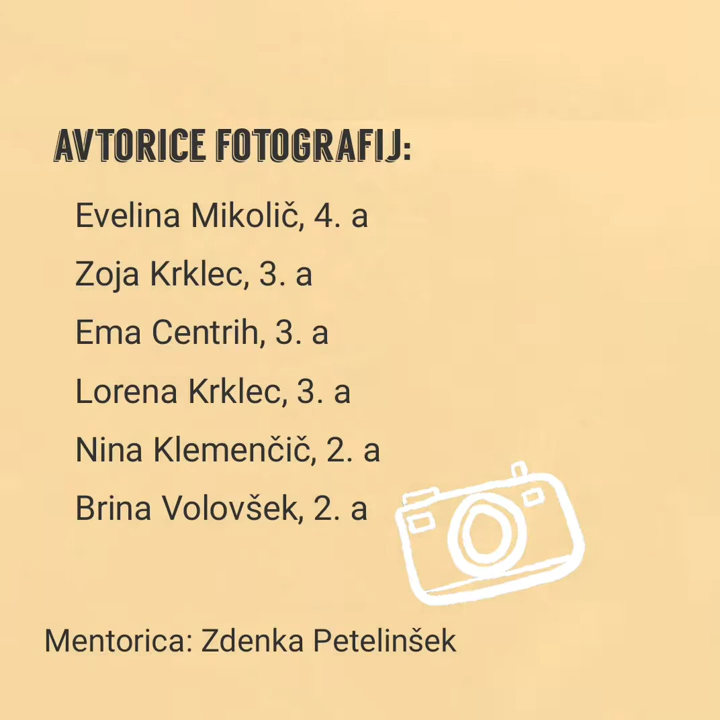 AVTORICE FOTOGRAFIJ:
Evelina Mikolič, 4. a
Zoja Krklec, 3. a
Ema Centrih, 3. a
Lorena Krklec, 3. a
Nina Klemenčič, 2. a
Brina Volovšek, 2. a
Mentorica: Zdenka Petelinšek